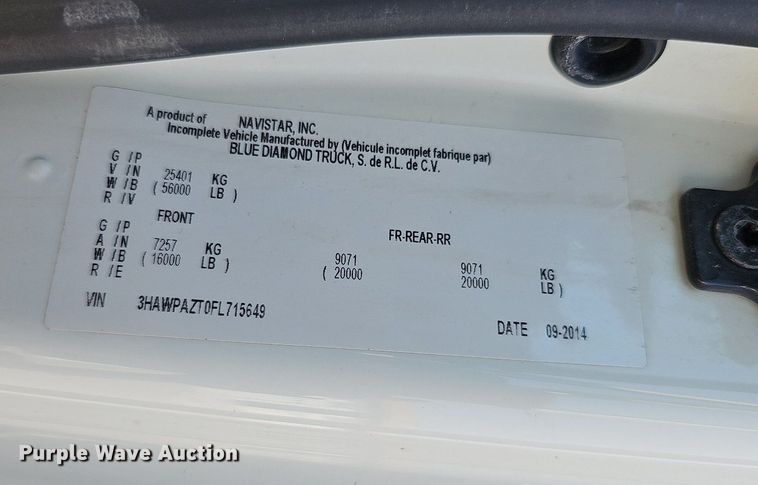 A product of NAVISTAR, INC.
Incomplete Vehicle Manufactured by (Vehicule incomplet fabrique par)
BLUE DIAMOND TRUCK, S. de R.L. de C.V.
G /P
V /N 25401 KG
W /B ( 56000 LB )
R /V
FRONT FR-REAR-RR
G /P
A /N 7257 KG 9071 9071 KG
W /B ( 16000 LB ) ( 20000 20000 LB )
R /E
VIN 3HAWPAZT0FL715649
DATE 09-2014
Purple Wave Auction